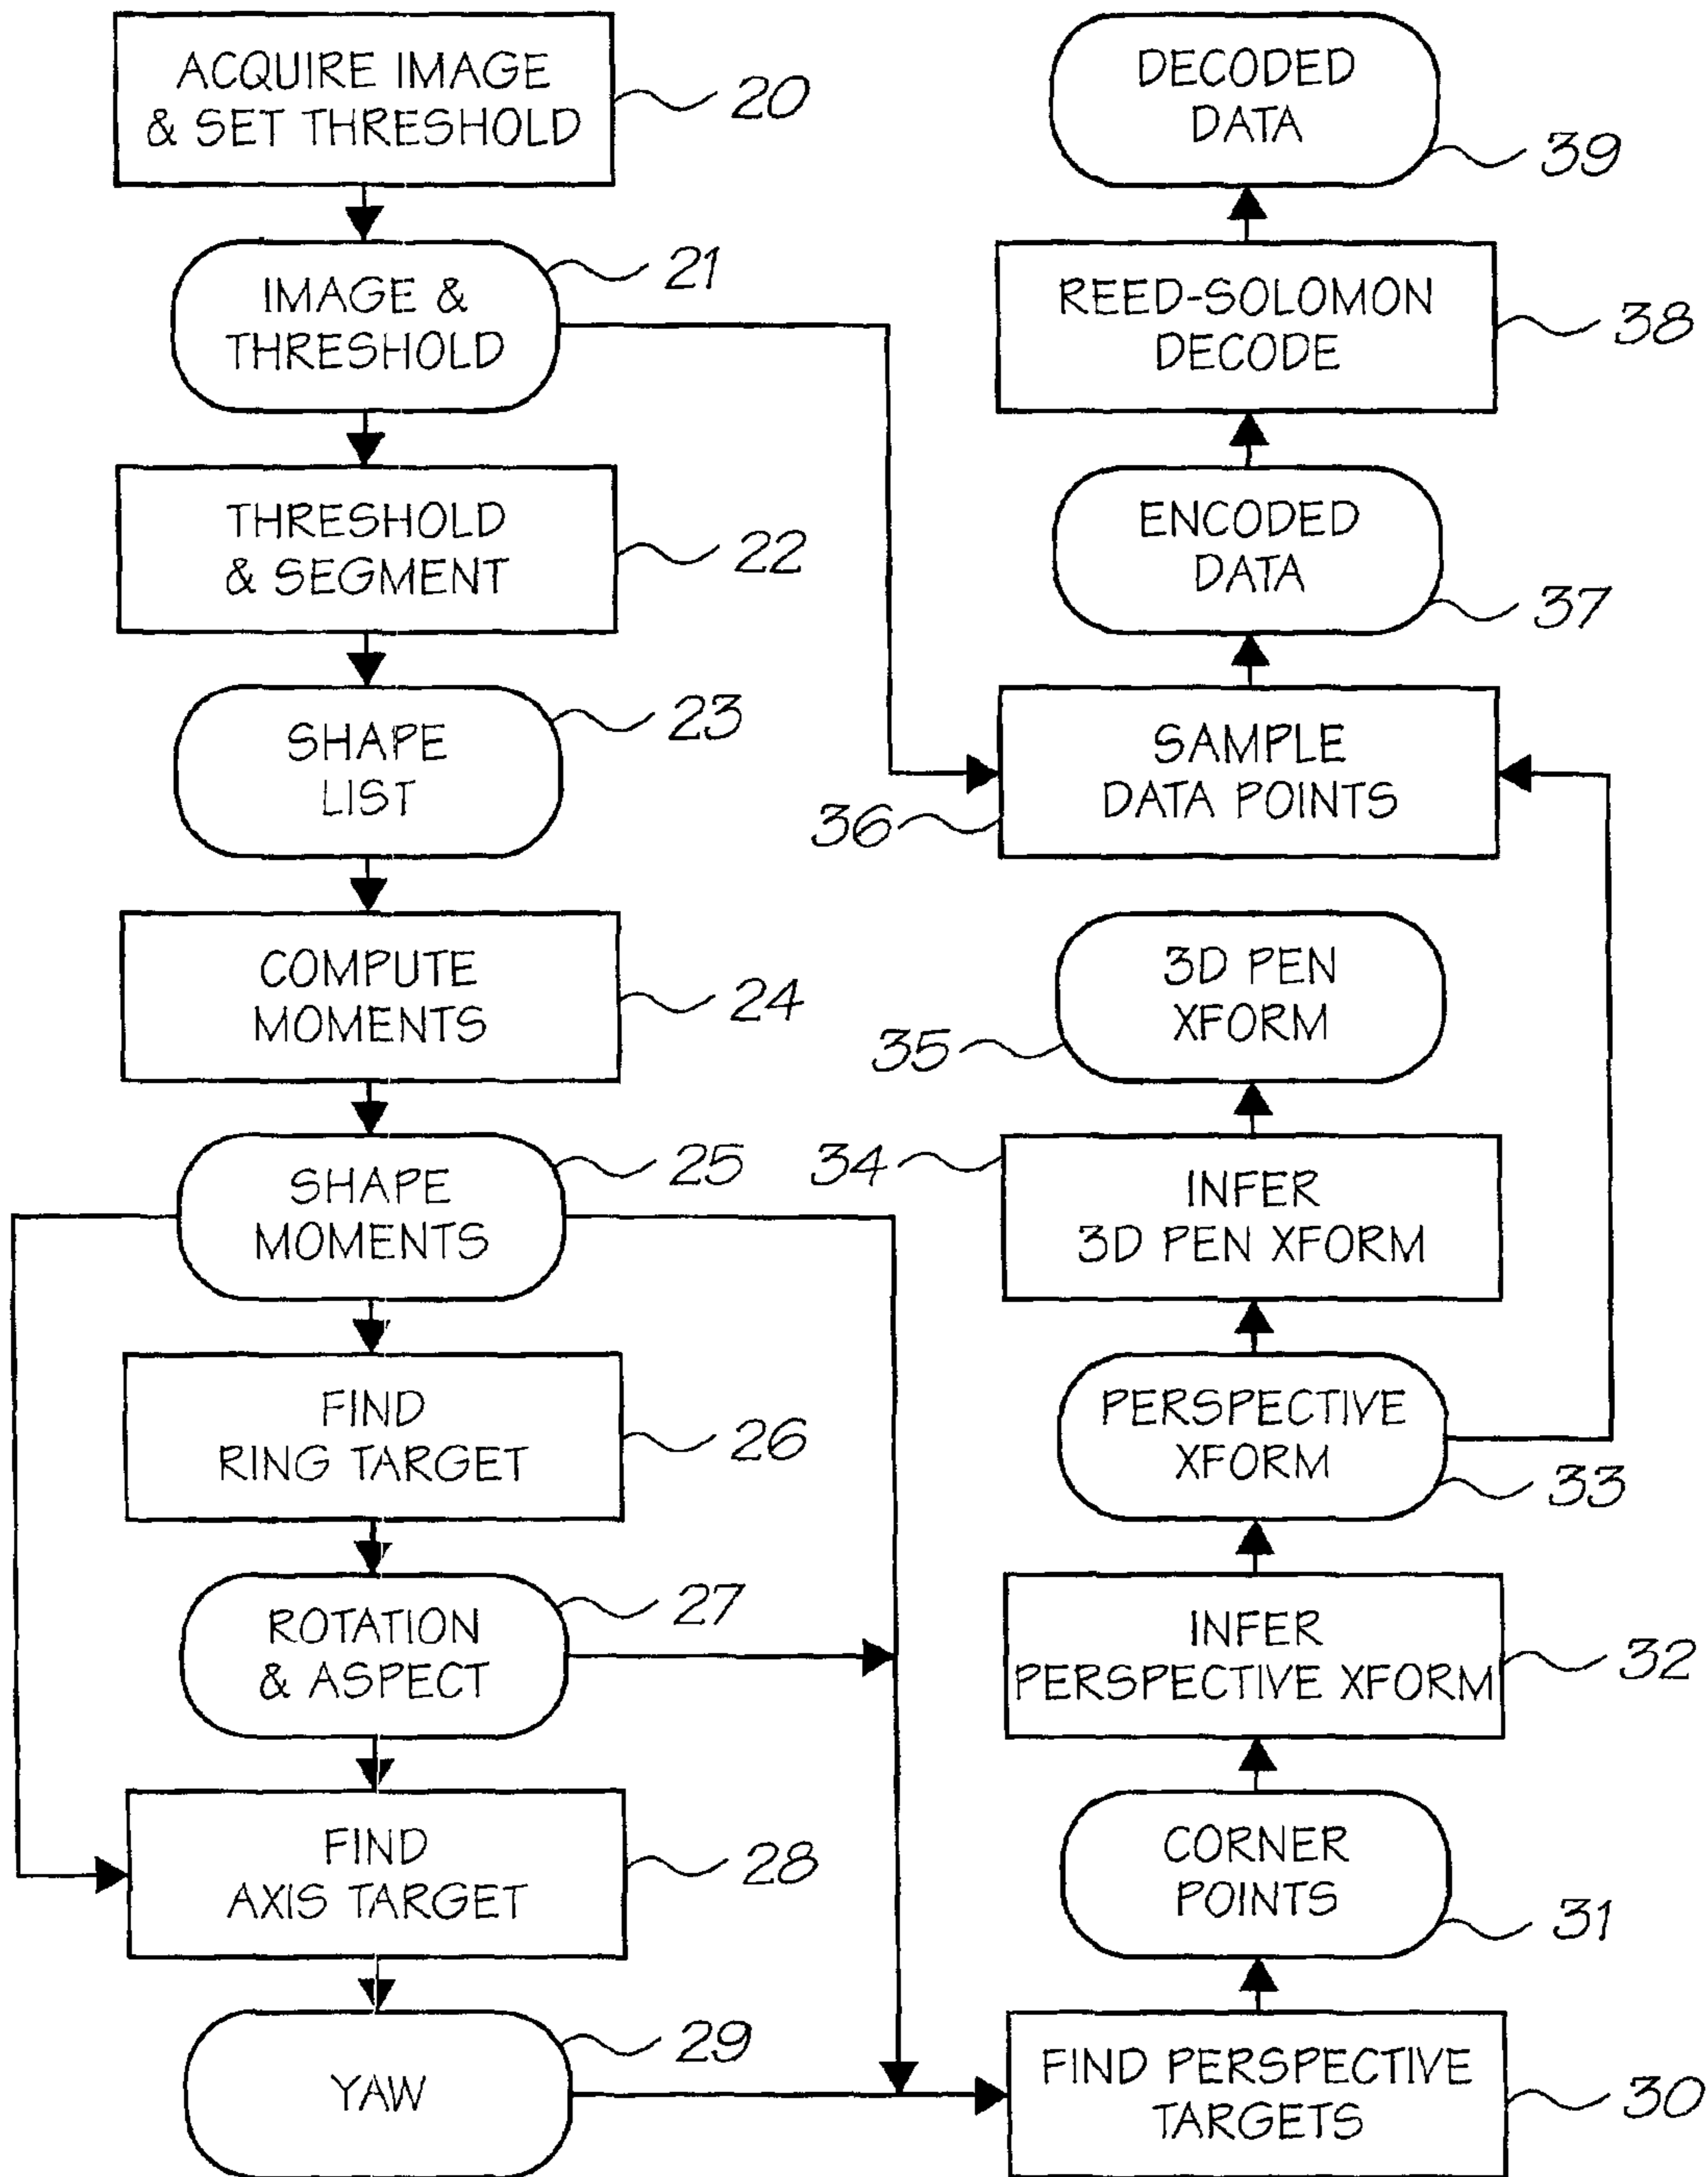 ACQUIRE IMAGE
& SET THRESHOLD
20
IMAGE &
THRESHOLD
21
THRESHOLD
& SEGMENT
22
SHAPE
LIST
23
COMPUTE
MOMENTS
24
SHAPE
MOMENTS
25
FIND
RING TARGET
26
ROTATION
& ASPECT
27
FIND
AXIS TARGET
28
YAW
29
FIND PERSPECTIVE
TARGETS
30
CORNER
POINTS
31
INFER
PERSPECTIVE XFORM
32
PERSPECTIVE
XFORM
33
INFER
3D PEN XFORM
34
3D PEN
XFORM
35
SAMPLE
DATA POINTS
36
ENCODED
DATA
37
REED-SOLOMON
DECODE
38
DECODED
DATA
39